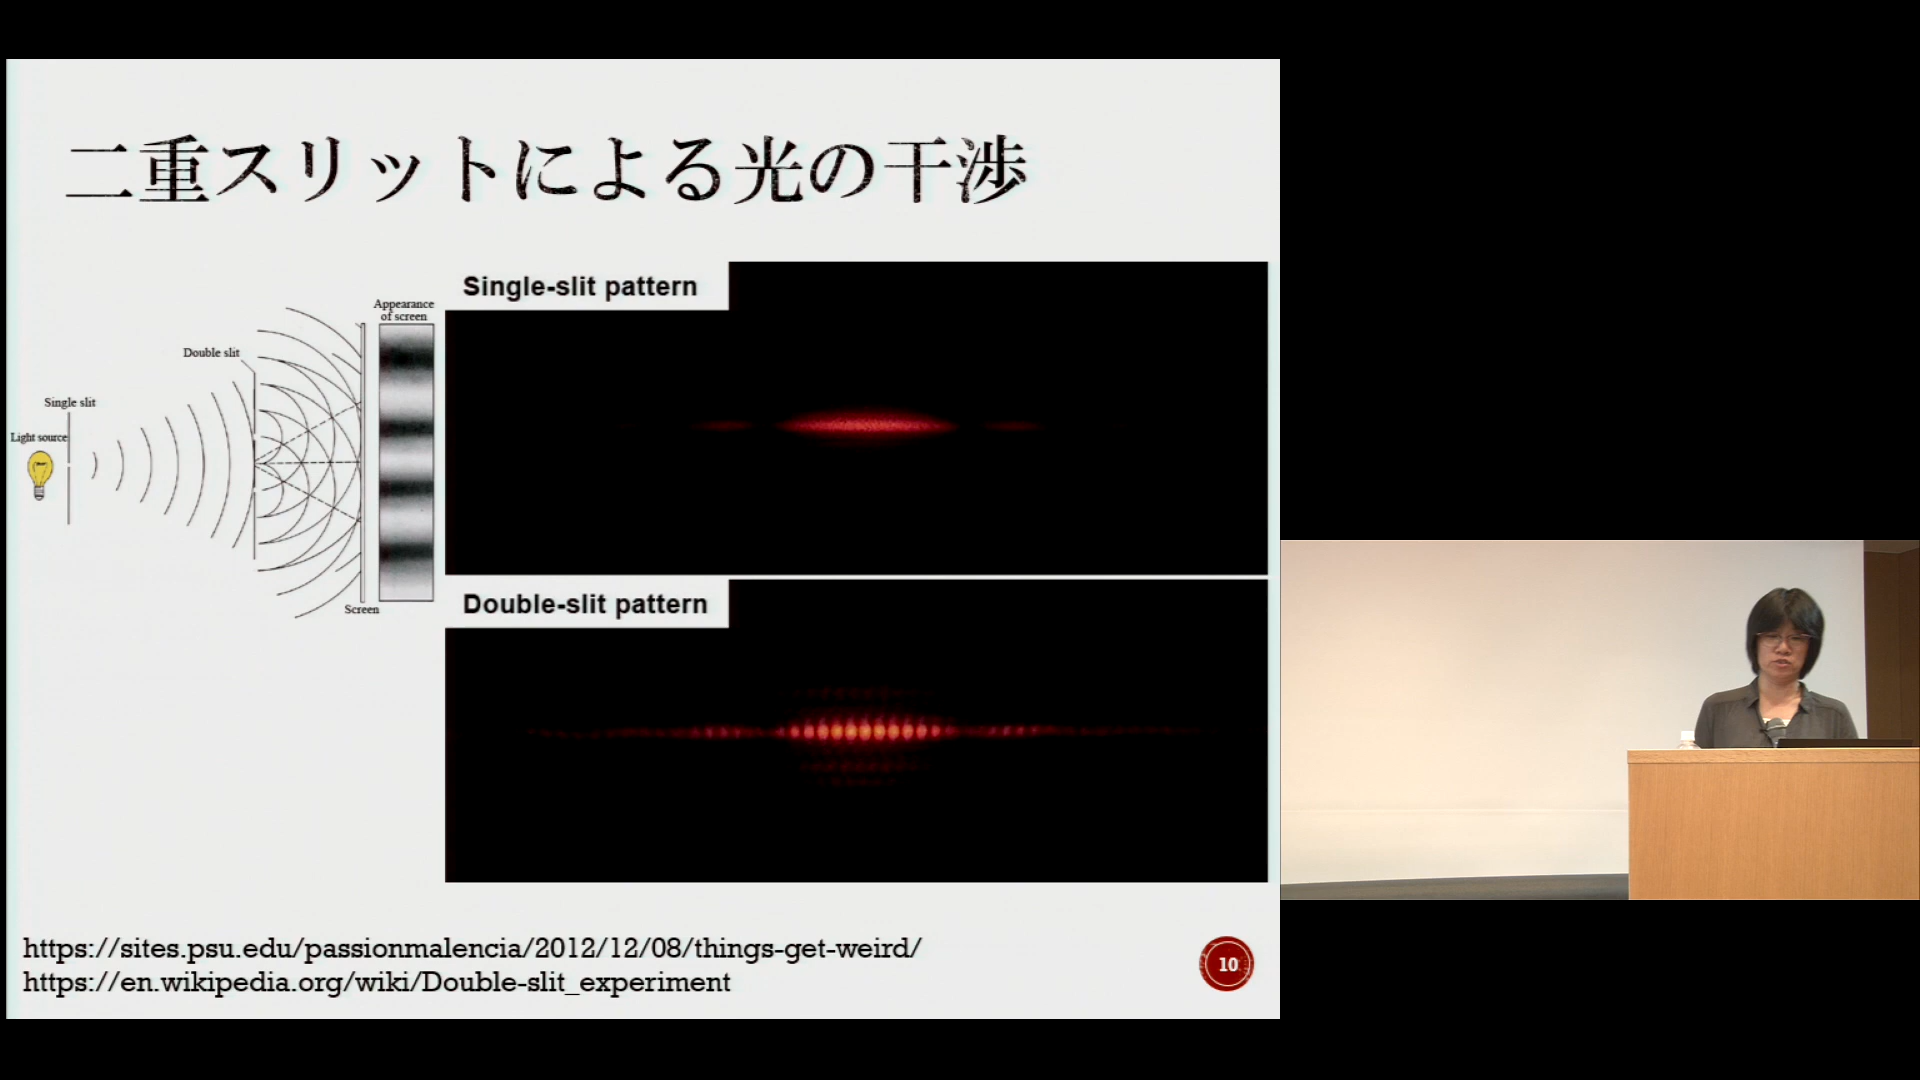 二重スリットによる光の干渉
Single-slit pattern
Appearance
of screen
Double slit
Single slit
Light source
Screen
Double-slit pattern
https://sites.psu.edu/passionmalencia/2012/12/08/things-get-weird/
https://en.wikipedia.org/wiki/Double-slit_experiment
10